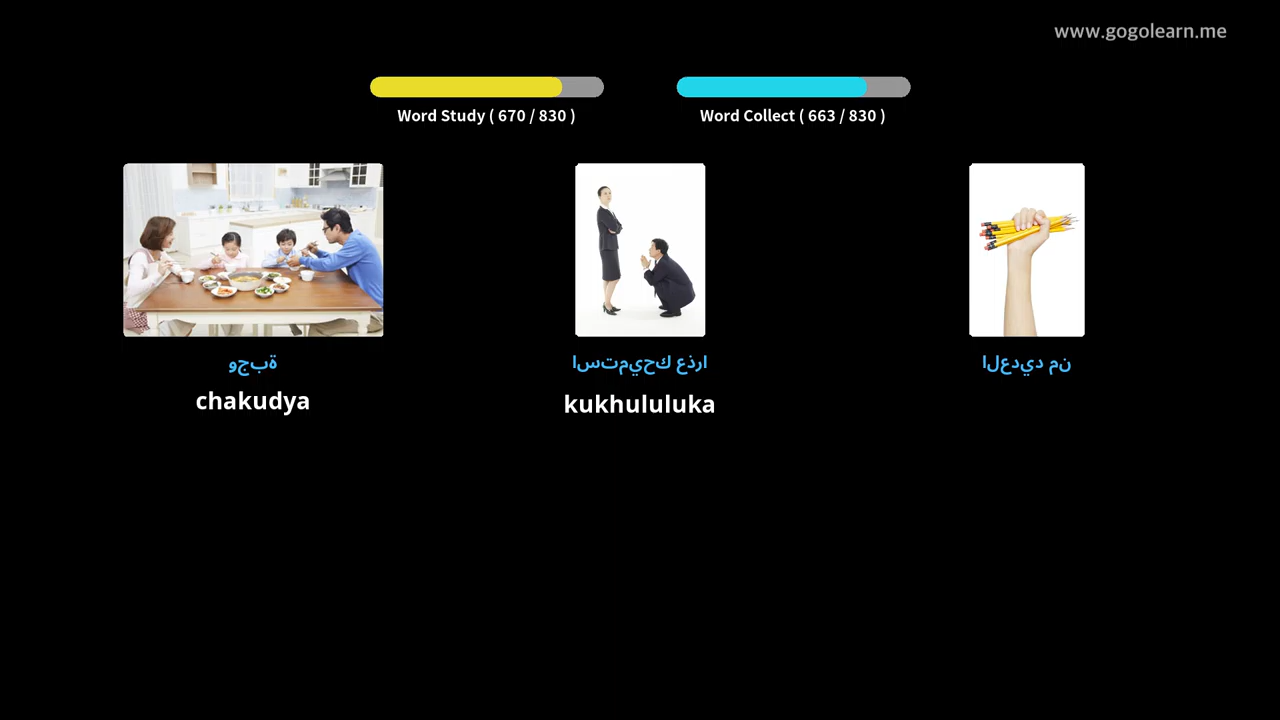 www.gogolearn.me
Word Study ( 670 / 830 )
Word Collect ( 663 / 830 )
وجبة
استميحك عذرا
العديد من
chakudya
kukhululuka